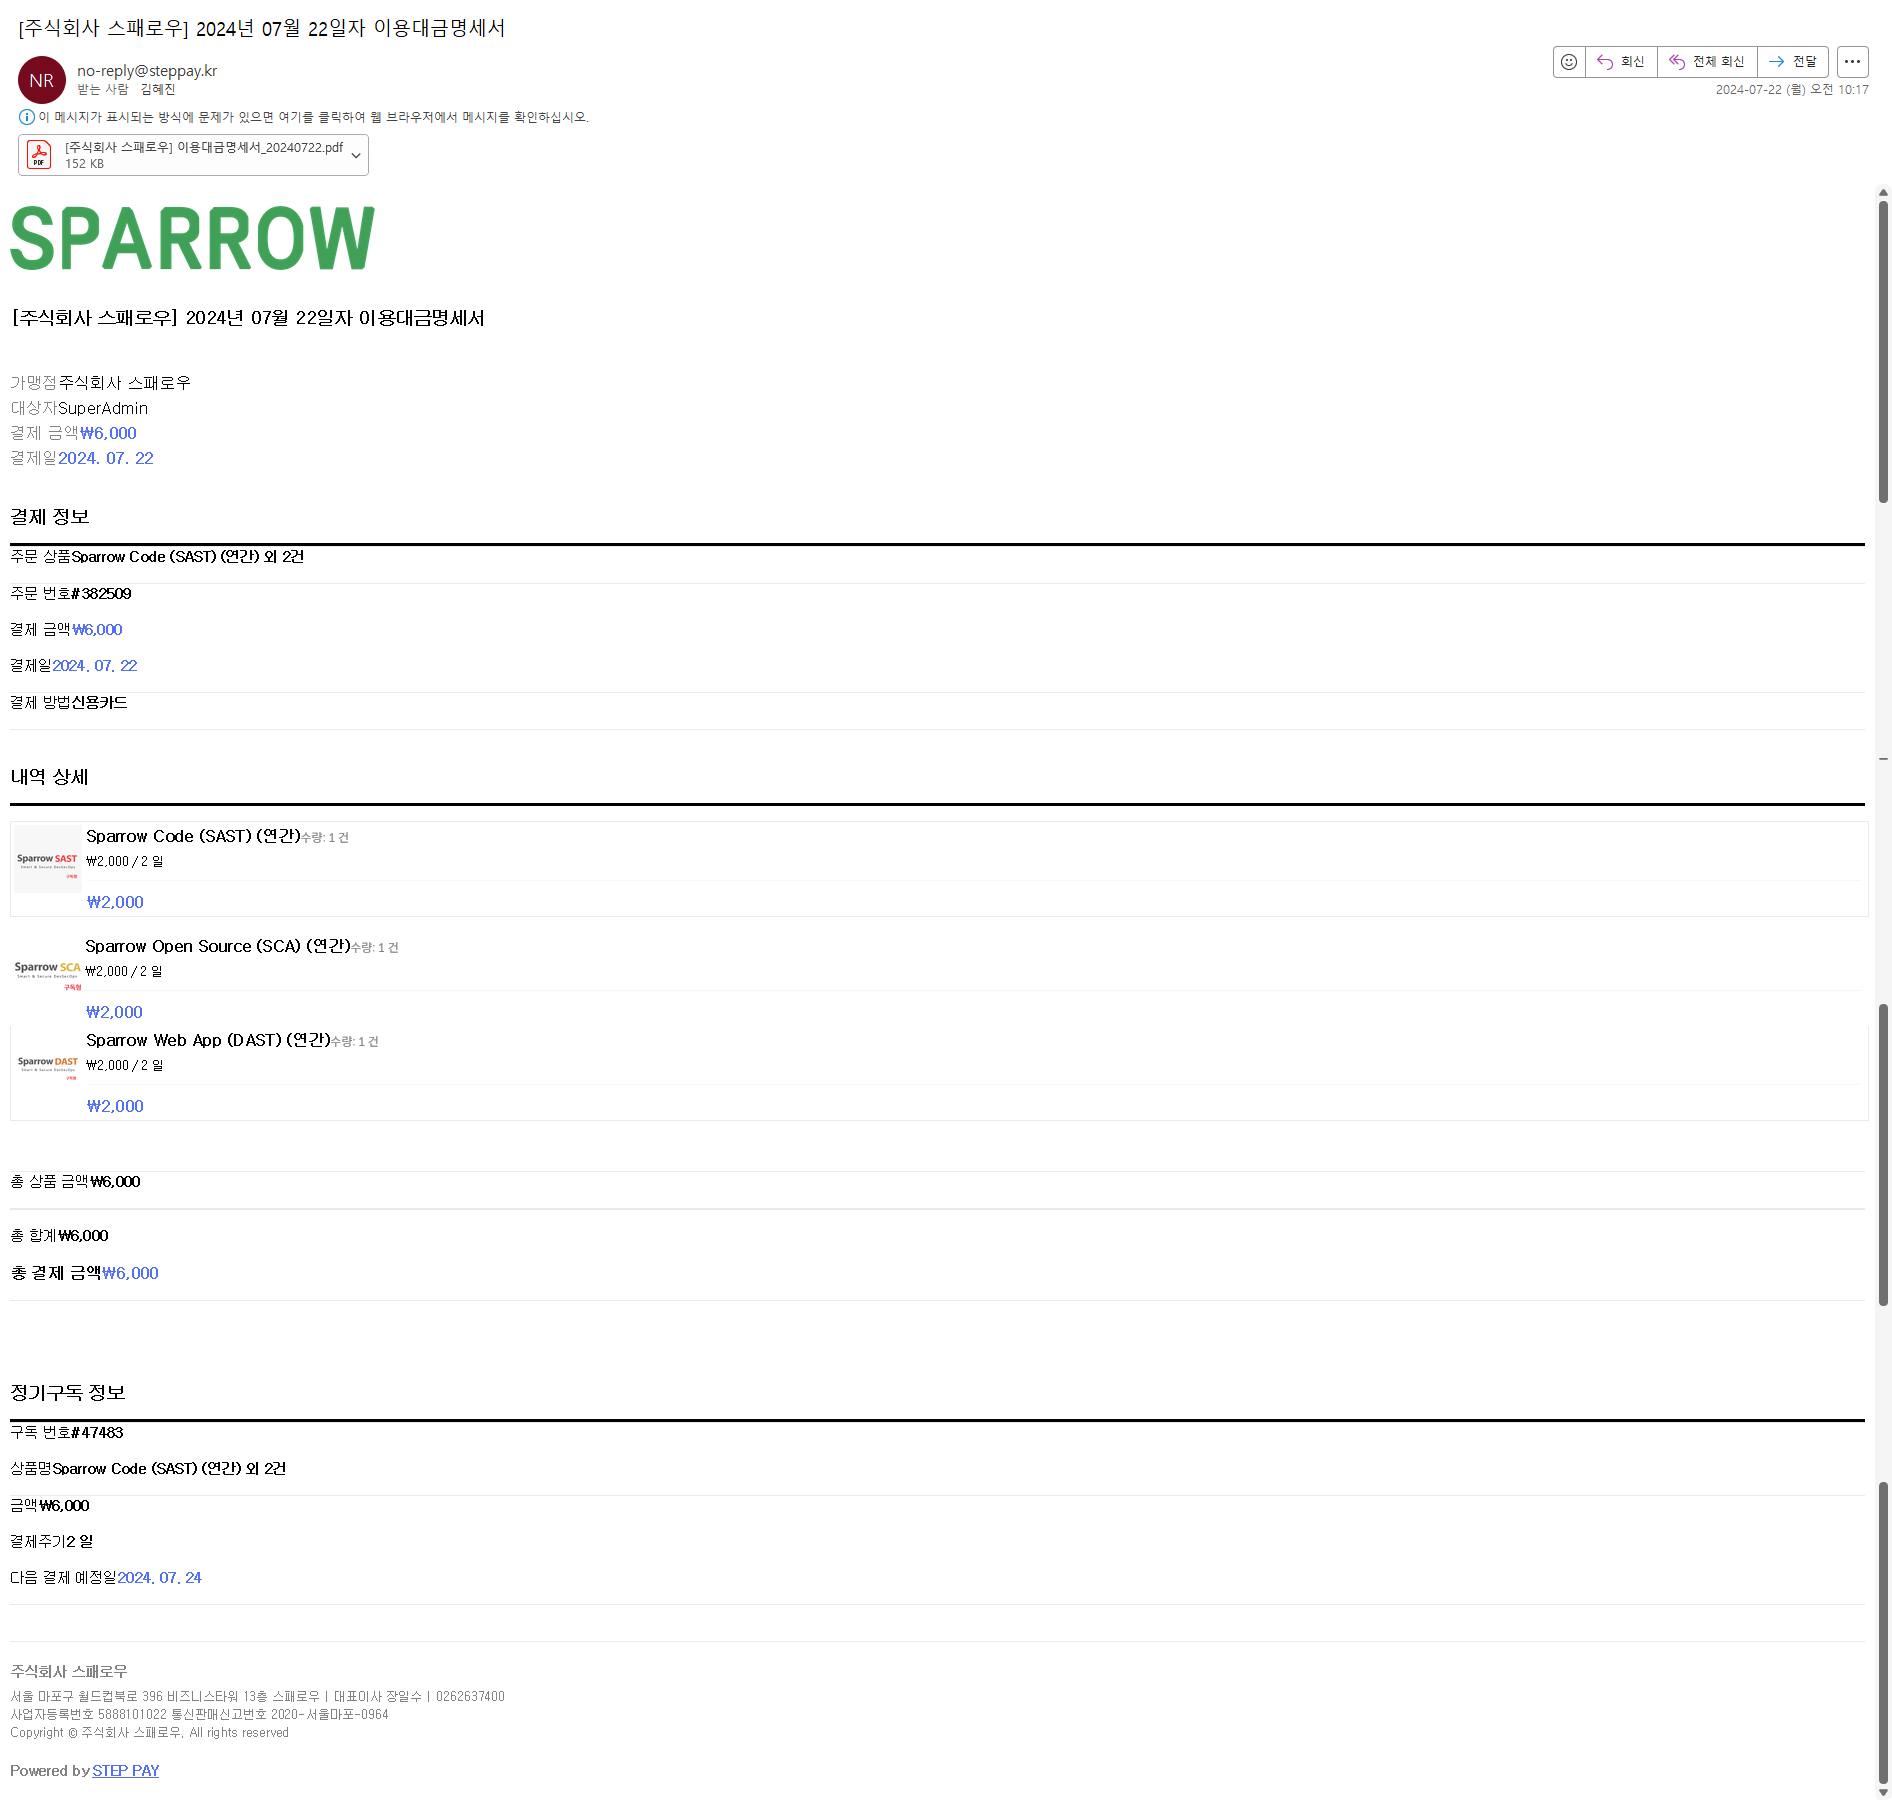 [주식회사 스패로우] 2024년 07월 22일자 이용대금명세서
NR
no-reply@steppay.kr
받는 사람 김혜진
회신
전체 회신
전달
2024-07-22 (월) 오전 10:17
이 메시지가 표시되는 방식에 문제가 있으면 여기를 클릭하여 웹 브라우저에서 메시지를 확인하십시오.
PDF
[주식회사 스패로우] 이용대금명세서_20240722.pdf
152 KB
SPARROW
[주식회사 스패로우] 2024년 07월 22일자 이용대금명세서
가맹점주식회사 스패로우
대상자SuperAdmin
결제 금액₩6,000
결제일2024. 07. 22
결제 정보
주문 상품Sparrow Code (SAST) (연간) 외 2건
주문 번호#382509
결제 금액₩6,000
결제일2024. 07. 22
결제 방법신용카드
내역 상세
Sparrow SAST
Smart & Secure DevSecOps
구독형
Sparrow Code (SAST) (연간)수량: 1 건
₩2,000 / 2 일
₩2,000
Sparrow SCA
Smart & Secure DevSecOps
구독형
Sparrow Open Source (SCA) (연간)수량: 1 건
₩2,000 / 2 일
₩2,000
Sparrow DAST
Smart & Secure DevSecOps
구독형
Sparrow Web App (DAST) (연간)수량: 1 건
₩2,000 / 2 일
₩2,000
총 상품 금액₩6,000
총 합계₩6,000
총 결제 금액₩6,000
정기구독 정보
구독 번호#47483
상품명Sparrow Code (SAST) (연간) 외 2건
금액₩6,000
결제주기2 일
다음 결제 예정일2024. 07. 24
주식회사 스패로우
서울 마포구 월드컵북로 396 비즈니스타워 13층 스패로우 | 대표이사 장일수 | 0262637400
사업자등록번호 5888101022 통신판매신고번호 2020-서울마포-0964
Copyright © 주식회사 스패로우, All rights reserved
Powered by STEP PAY